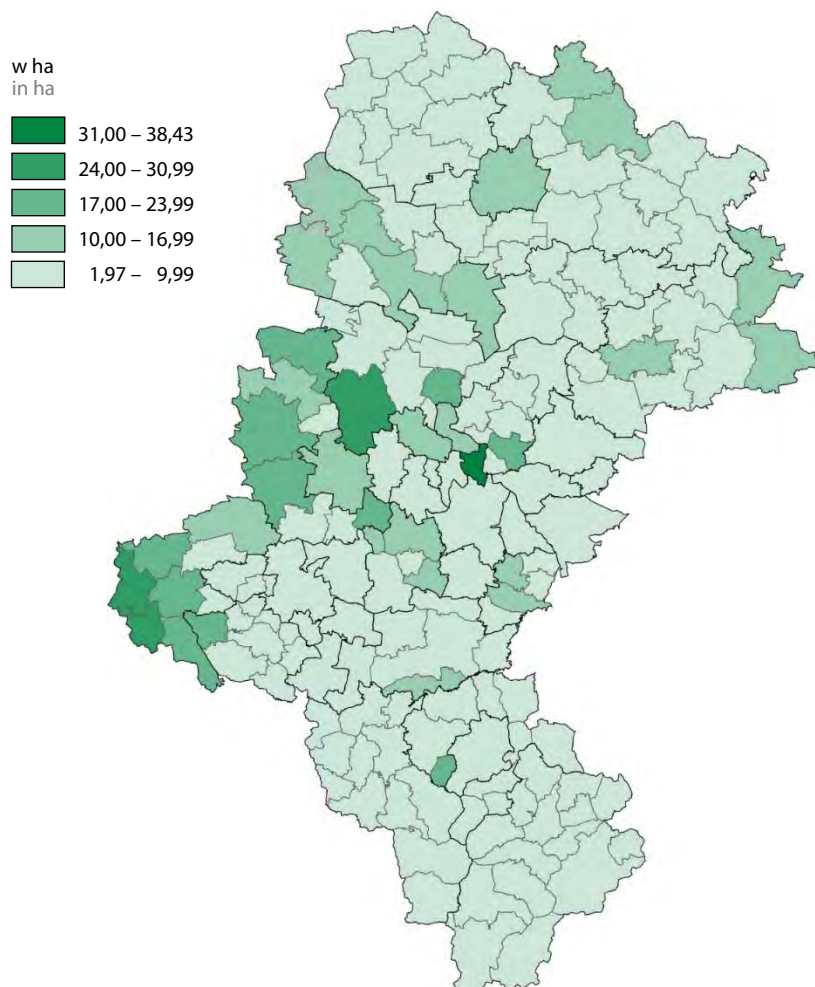 w ha
in ha
31,00 – 38,43
24,00 – 30,99
17,00 – 23,99
10,00 – 16,99
1,97 – 9,99